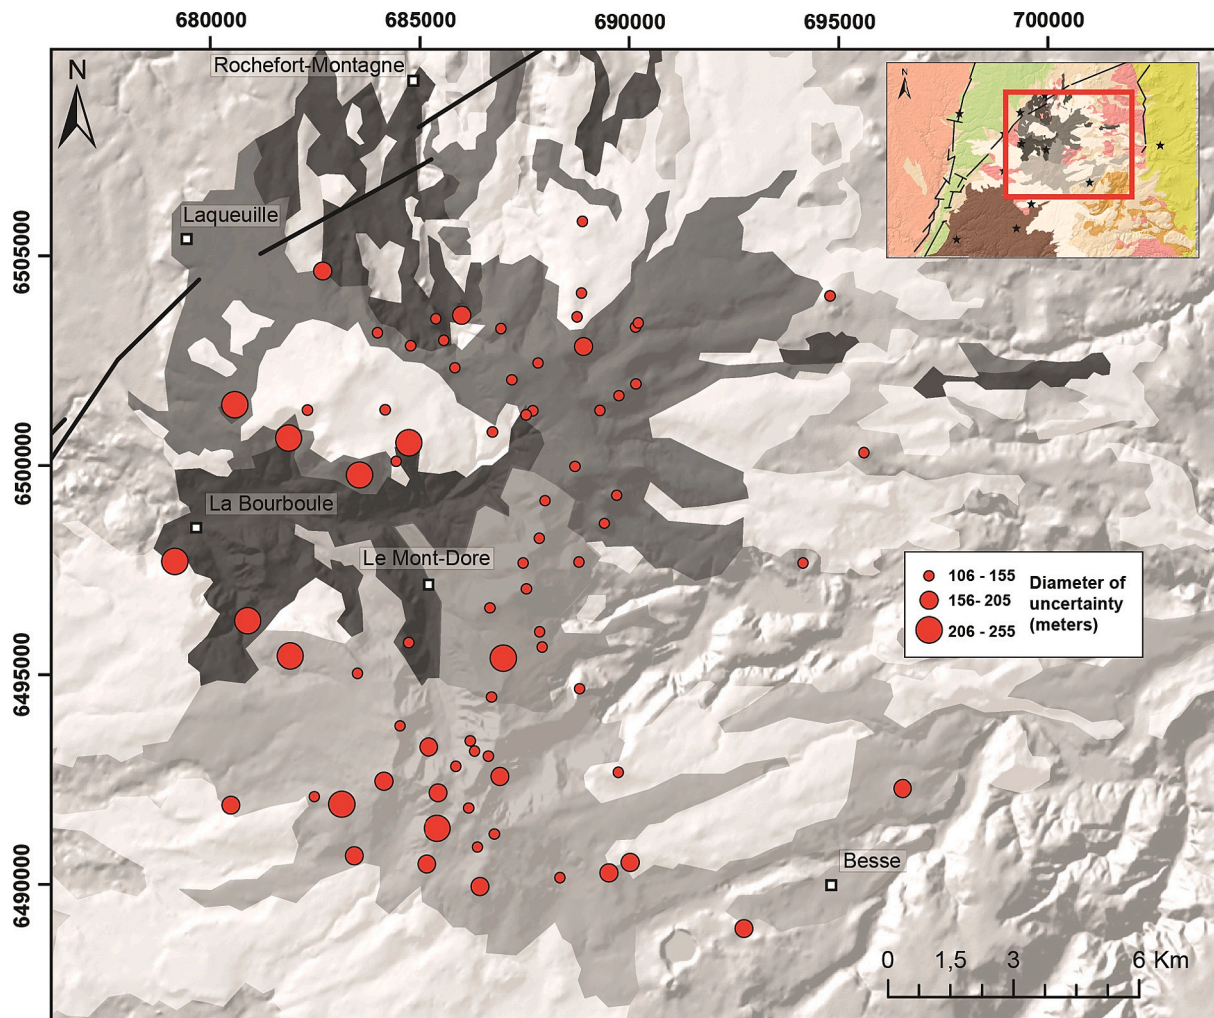 680000
685000
690000
695000
700000
N
Rochefort-Montagne
N
Laqueuille
6505000
6500000
La Bourboule
Le Mont-Dore
106 - 155
156- 205
206 - 255
Diameter of
uncertainty
(meters)
6495000
Besse
6490000
0 1,5 3 6 Km